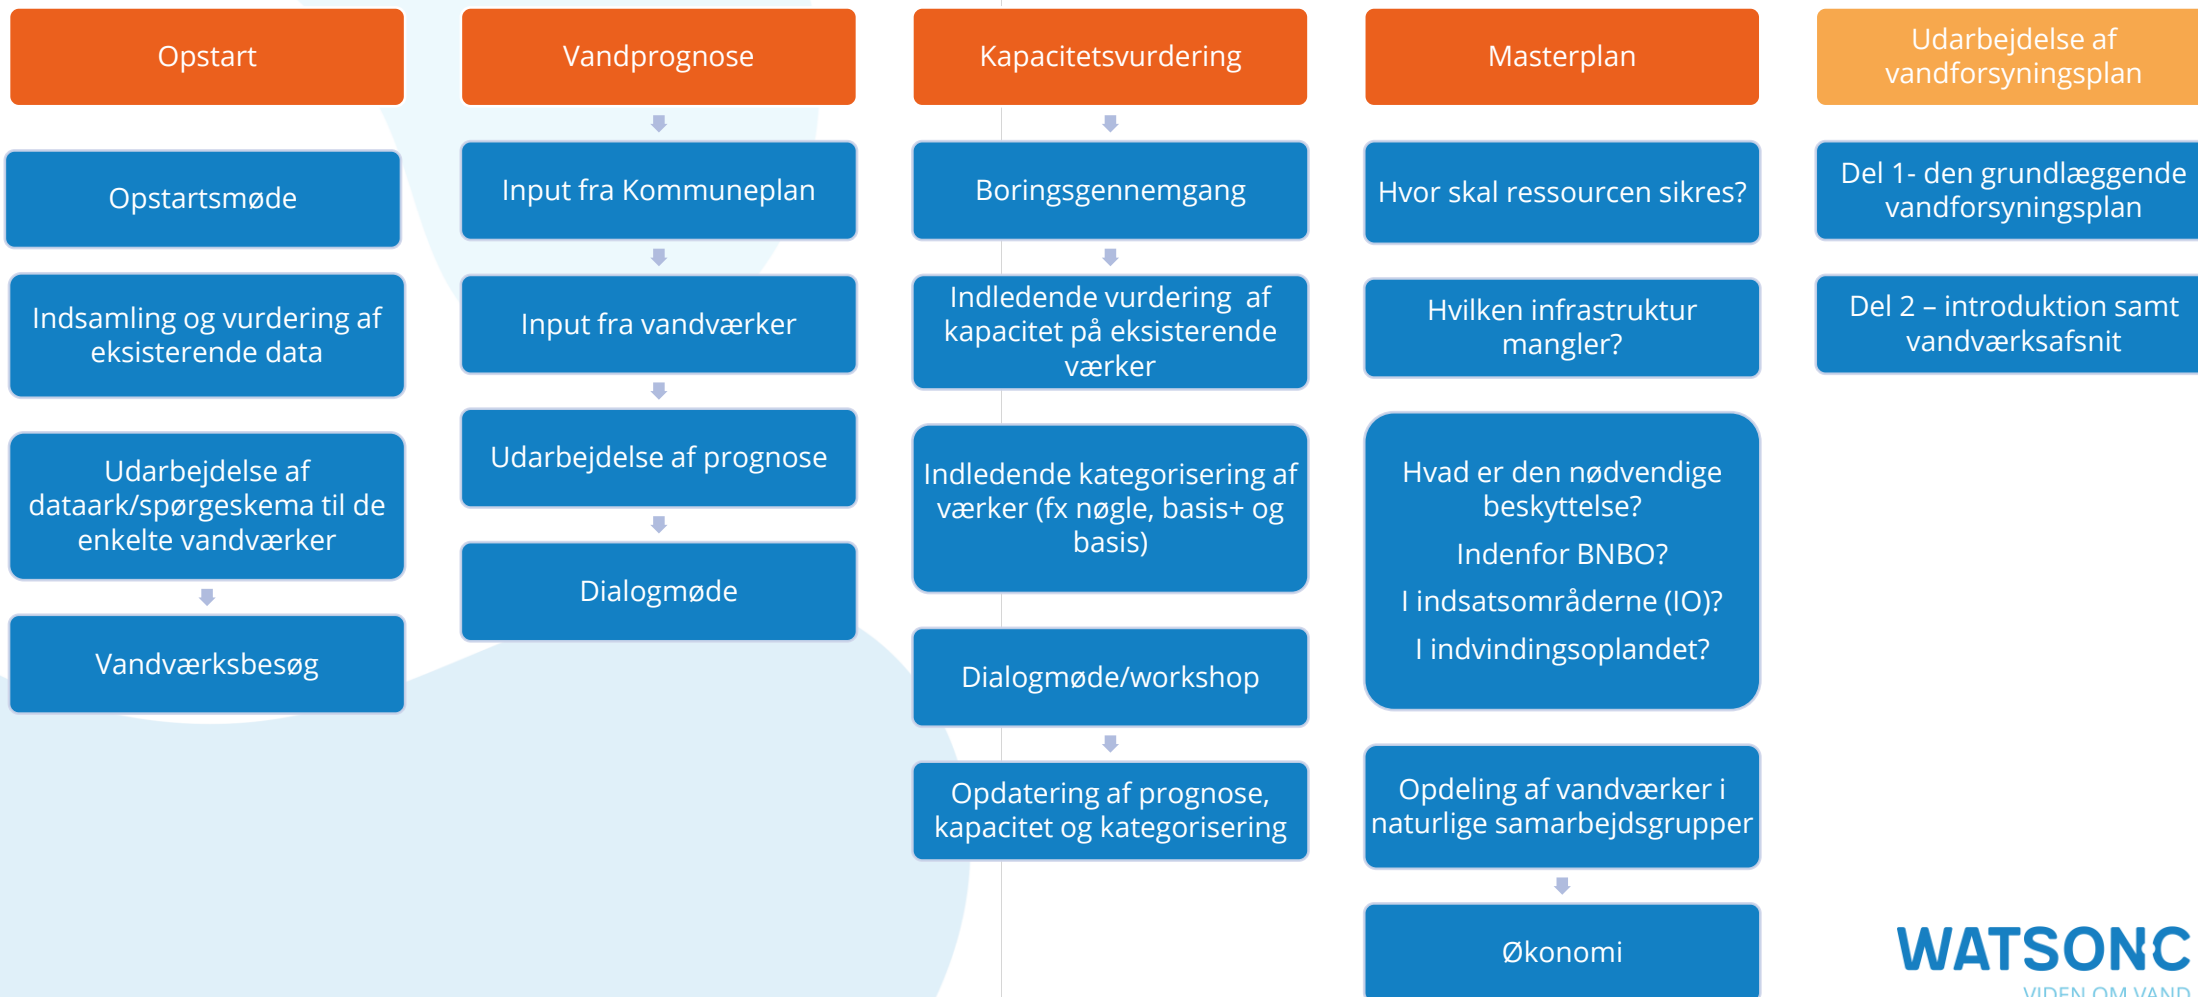 Opstart
Opstartsmøde
Indsamling og vurdering af
eksisterende data
Udarbejdelse af
dataark/spørgeskema til de
enkelte vandværker
Vandværksbesøg
Vandprognose
Input fra Kommuneplan
Input fra vandværker
Udarbejdelse af prognose
Dialogmøde
Kapacitetsvurdering
Boringsgennemgang
Indledende vurdering af
kapacitet på eksisterende
værker
Indledende kategorisering af
værker (fx nøgle, basis+ og
basis)
Dialogmøde/workshop
Opdatering af prognose,
kapacitet og kategorisering
Masterplan
Hvor skal ressourcen sikres?
Hvilken infrastruktur
mangler?
Hvad er den nødvendige
beskyttelse?
Indenfor BNBO?
I indsatsområderne (IO)?
I indvindingsoplandet?
Opdeling af vandværker i
naturlige samarbejdsgrupper
Økonomi
Udarbejdelse af
vandforsyningsplan
Del 1- den grundlæggende
vandforsyningsplan
Del 2 – introduktion samt
vandværksafsnit
WATSONC
VIDEN OM VAND